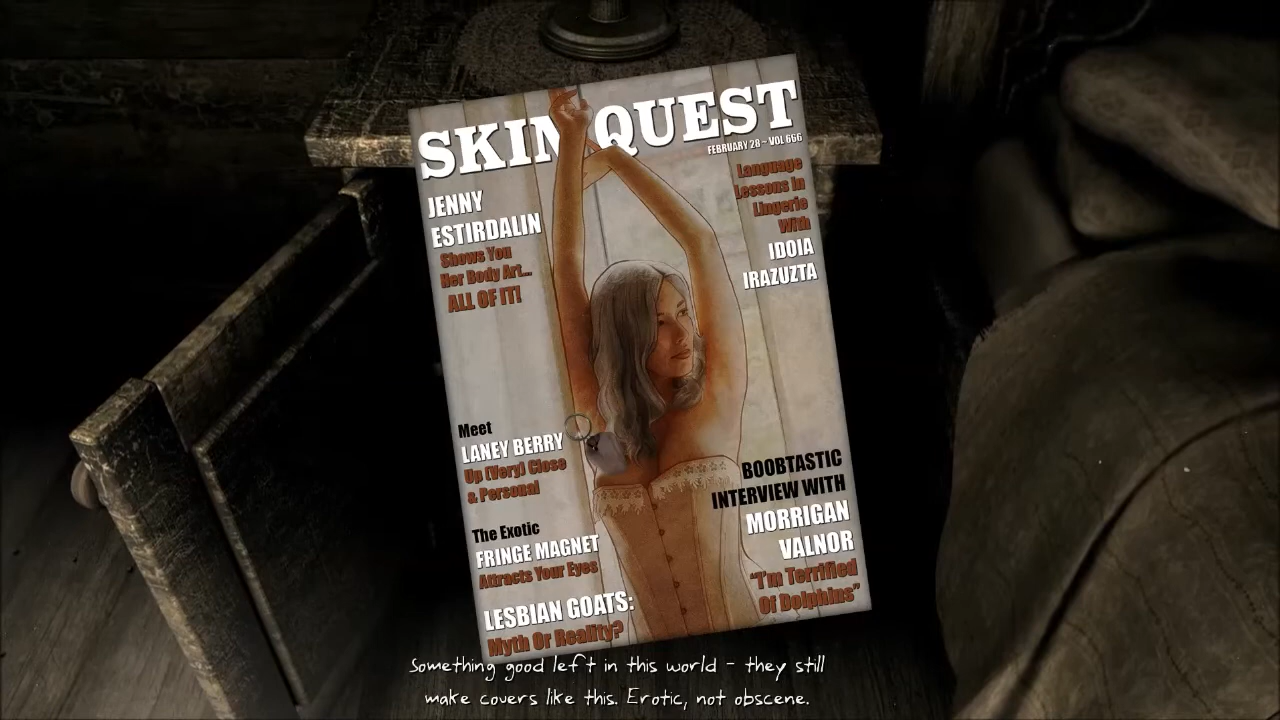 SKIN QUEST
FEBRUARY 28 ~ VOL 666
JENNY
ESTIRDALIN
Shows You
Her Body Art...
ALL OF IT!
Language
Lessons In
Lingerie
With
IDOIA
IRAZUZTA
Meet
LANEY BERRY
Up (Very) Close
& Personal
The Exotic
FRINGE MAGNET
Attracts Your Eyes
LESBIAN GOATS:
Myth Or Reality?
BOOBTASTIC
INTERVIEW WITH
MORRIGAN
VALNOR
"I'm Terrified
Of Dolphins"
Something good left in this world - they still
make covers like this. Erotic, not obscene.